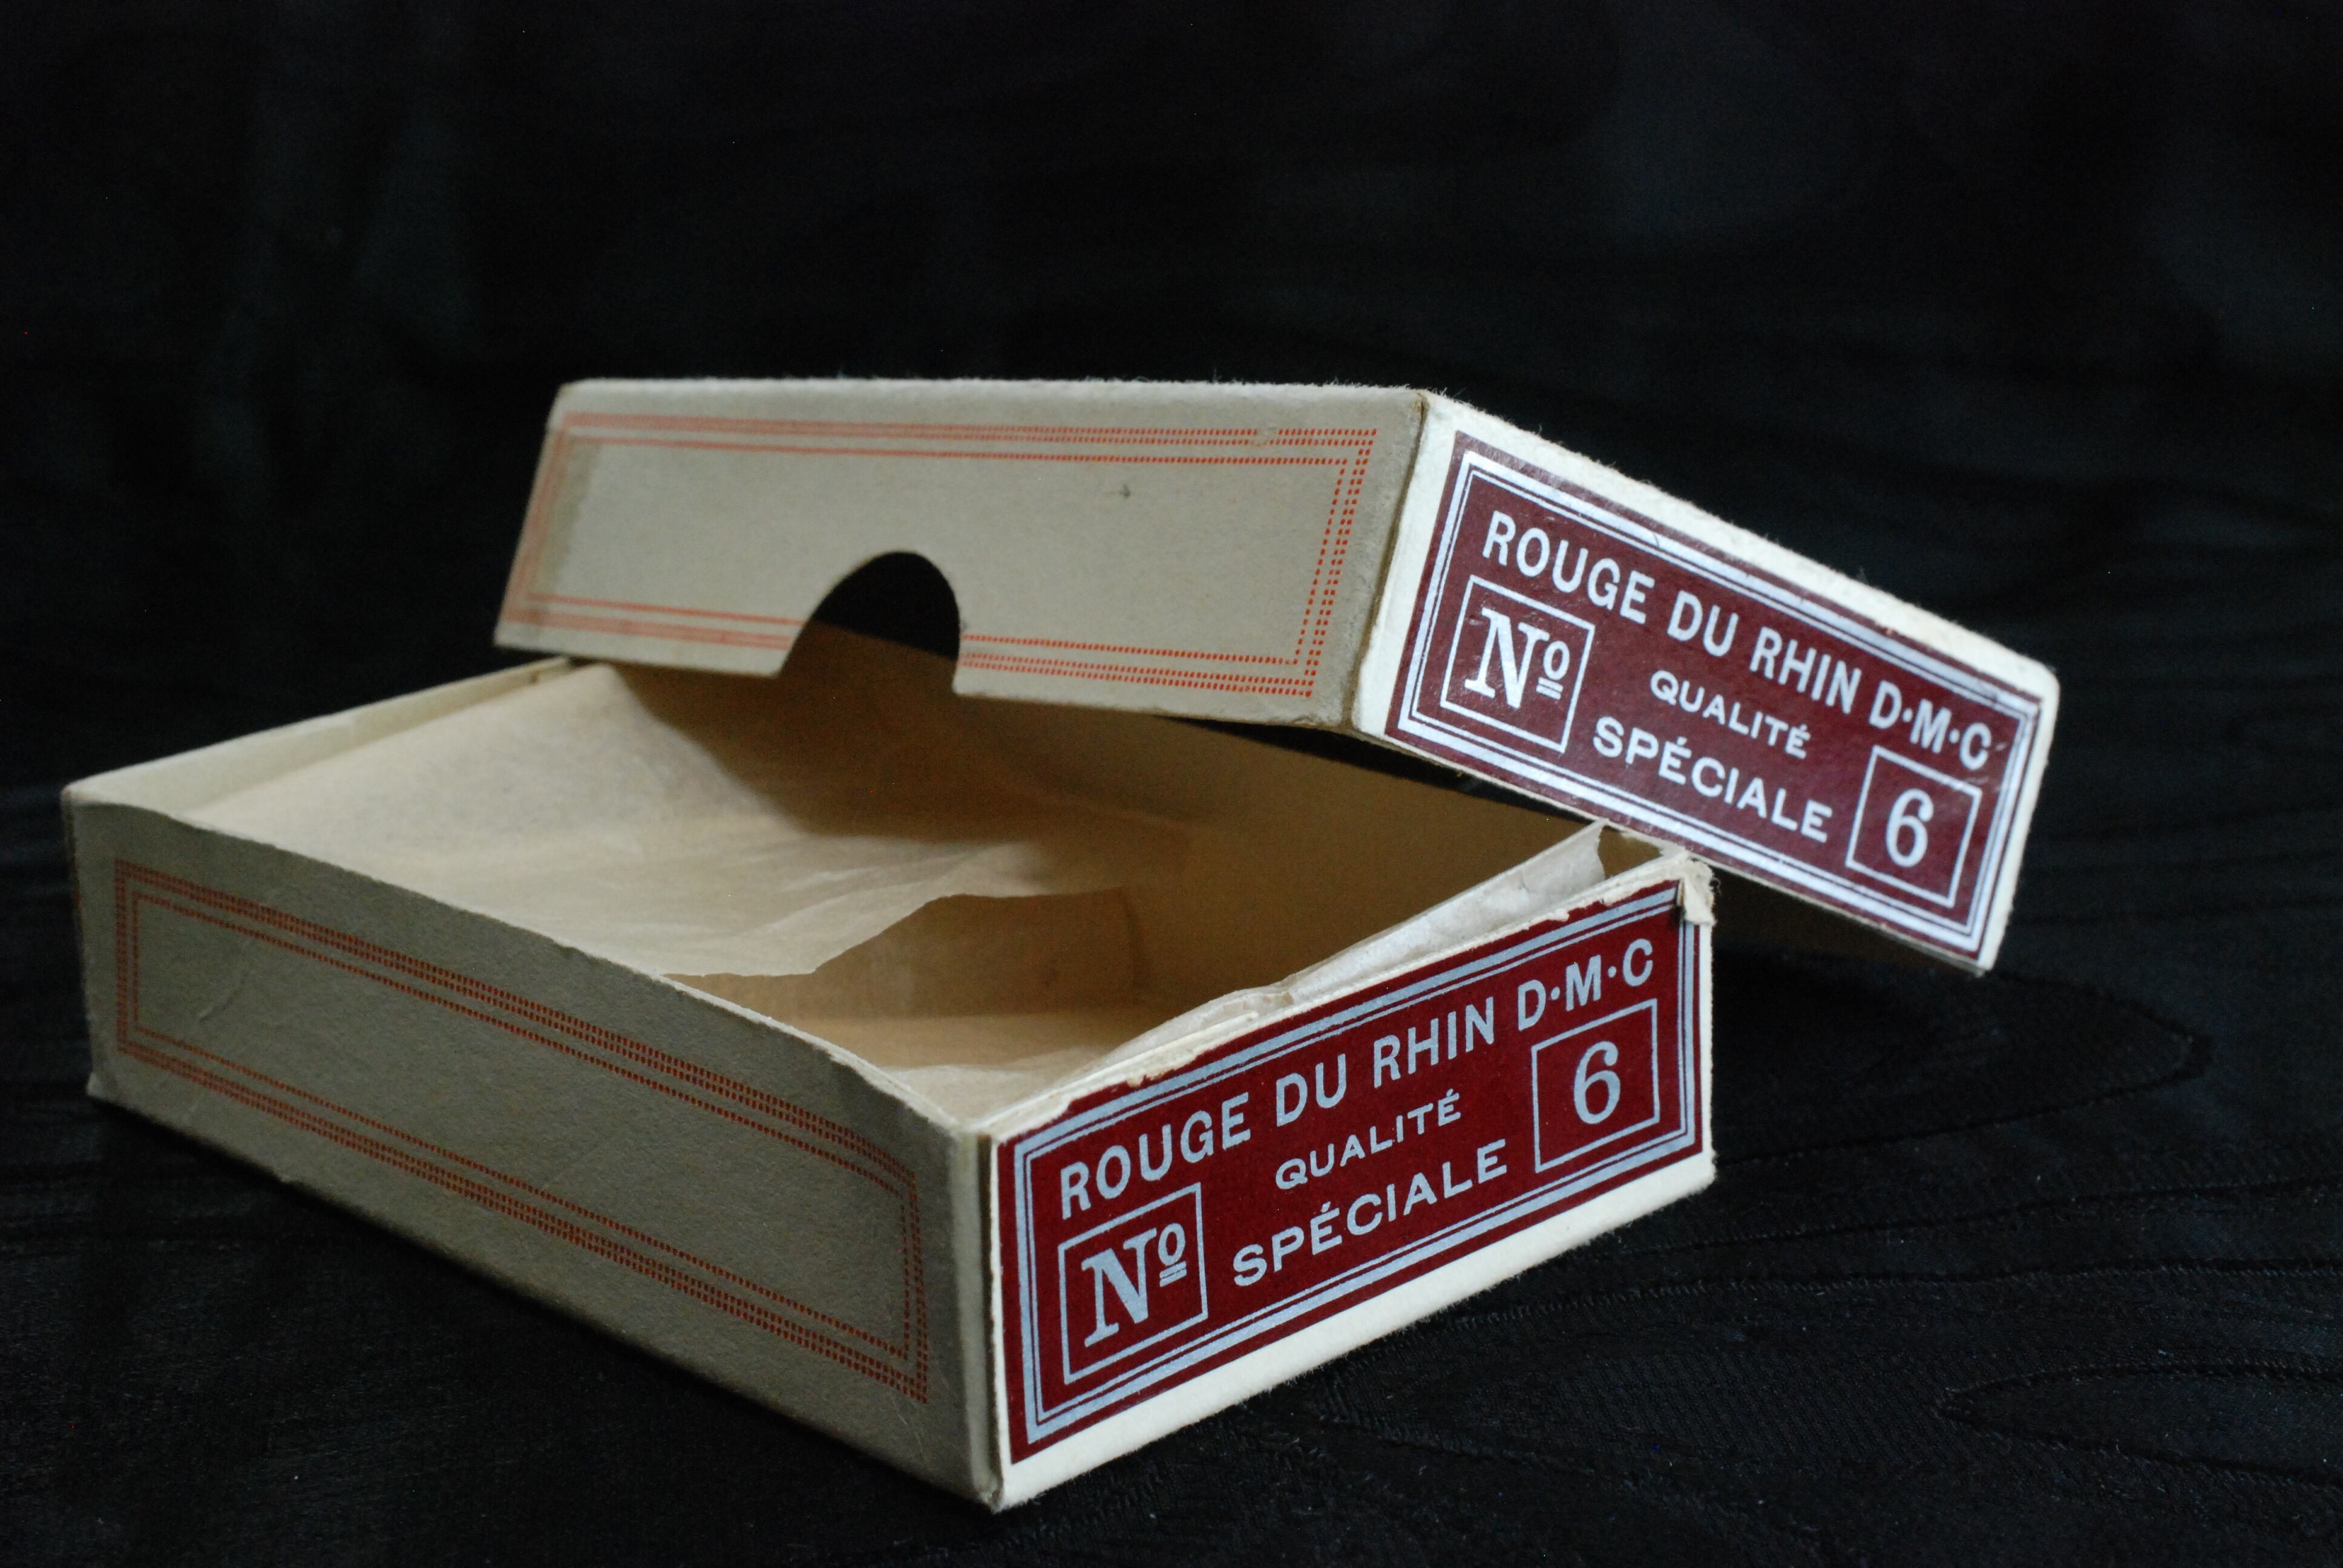 ROUGE DU RHIN D·M·C
Nº
QUALITÉ
SPÉCIALE
6
ROUGE DU RHIN D·M·C
Nº
QUALITÉ
SPÉCIALE
6